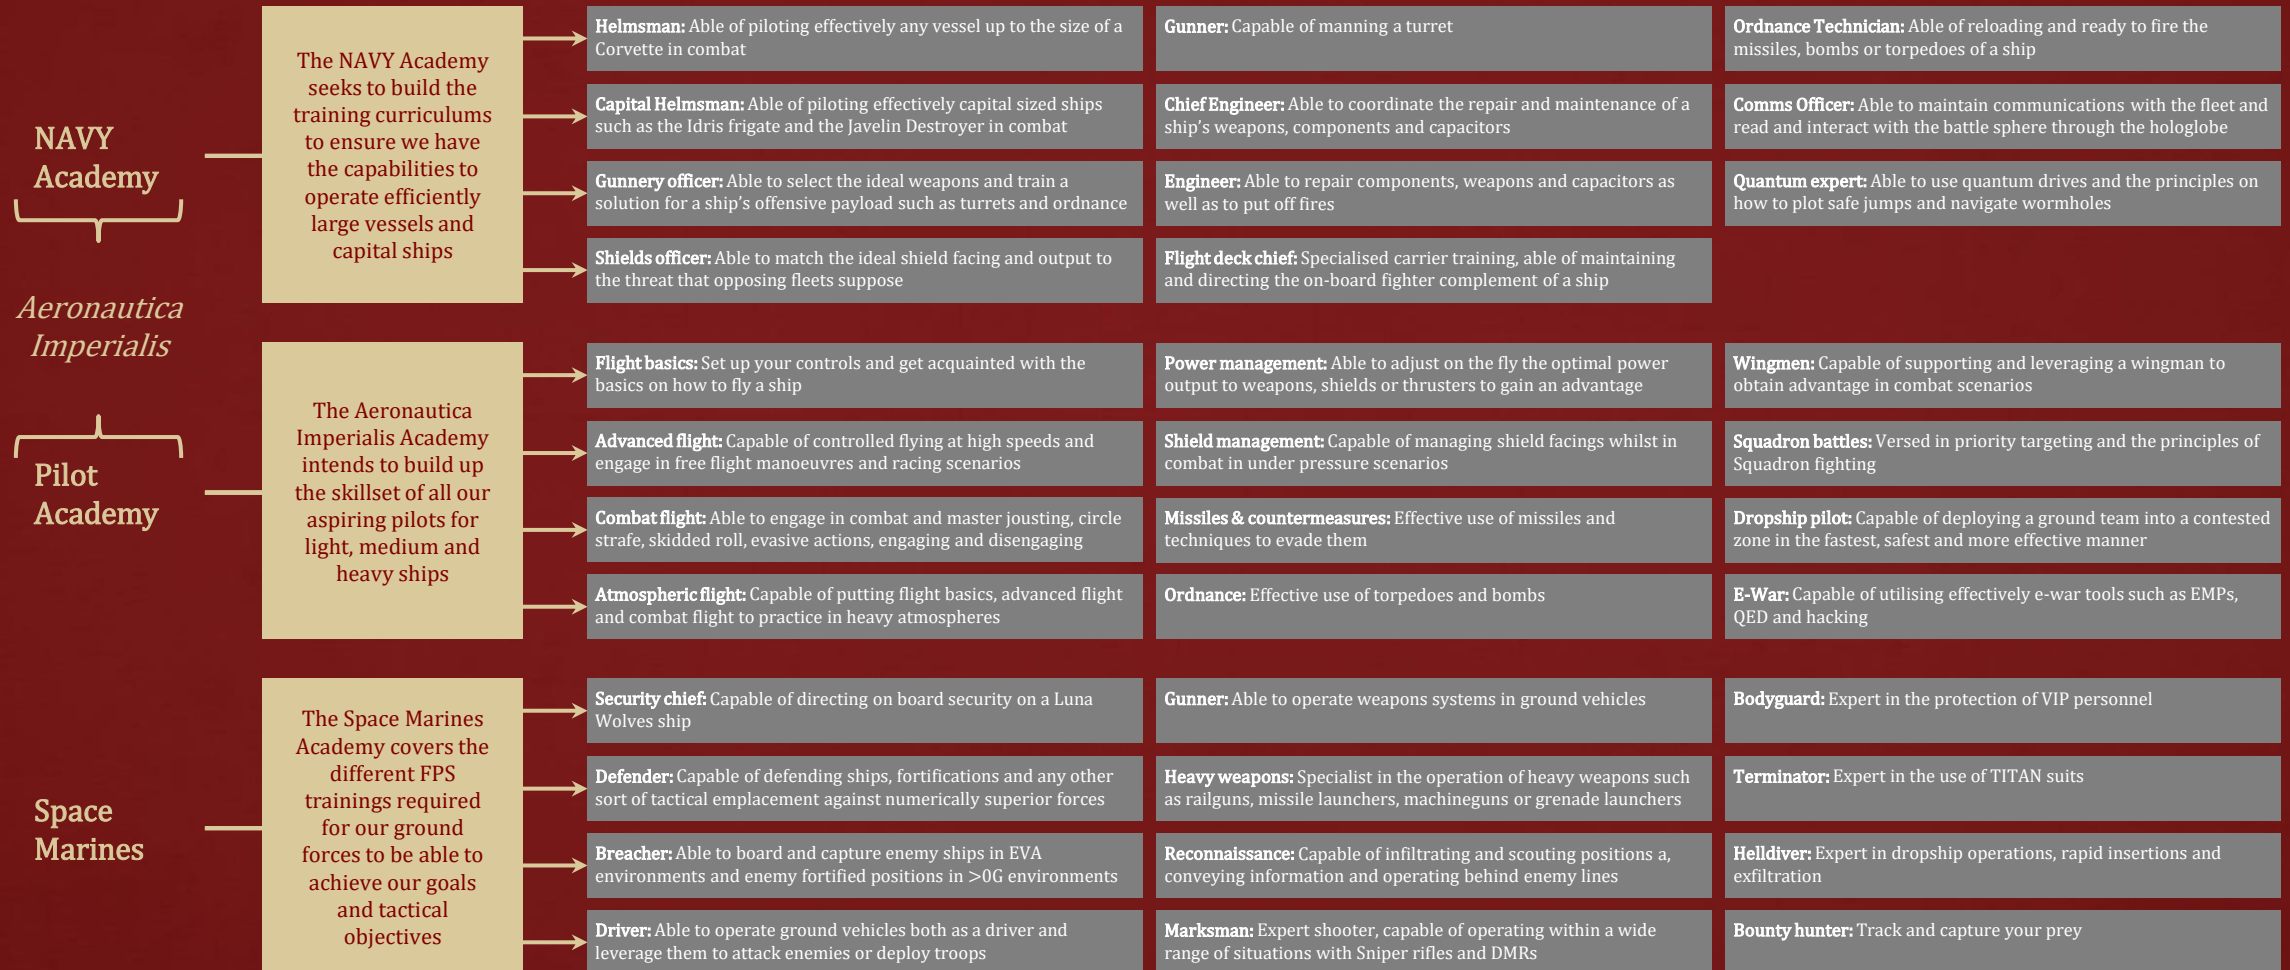 NAVY
Academy
Aeronautica
Imperialis
Pilot
Academy
Space
Marines
The NAVY Academy
seeks to build the
training curriculums
to ensure we have
the capabilities to
operate efficiently
large vessels and
capital ships
Helmsman: Able of piloting effectively any vessel up to the size of a
Corvette in combat
Capital Helmsman: Able of piloting effectively capital sized ships
such as the Idris frigate and the Javelin Destroyer in combat
Gunnery officer: Able to select the ideal weapons and train a
solution for a ship's offensive payload such as turrets and ordnance
Shields officer: Able to match the ideal shield facing and output to
the threat that opposing fleets suppose
Gunner: Capable of manning a turret
Chief Engineer: Able to coordinate the repair and maintenance of a
ship's weapons, components and capacitors
Engineer: Able to repair components, weapons and capacitors as
well as to put off fires
Flight deck chief: Specialised carrier training, able of maintaining
and directing the on-board fighter complement of a ship
Ordnance Technician: Able of reloading and ready to fire the
missiles, bombs or torpedoes of a ship
Comms Officer: Able to maintain communications with the fleet and
read and interact with the battle sphere through the hologlobe
Quantum expert: Able to use quantum drives and the principles on
how to plot safe jumps and navigate wormholes
The Aeronautica
Imperialis Academy
intends to build up
the skillset of all our
aspiring pilots for
light, medium and
heavy ships
Flight basics: Set up your controls and get acquainted with the
basics on how to fly a ship
Advanced flight: Capable of controlled flying at high speeds and
engage in free flight manoeuvres and racing scenarios
Combat flight: Able to engage in combat and master jousting, circle
strafe, skidded roll, evasive actions, engaging and disengaging
Atmospheric flight: Capable of putting flight basics, advanced flight
and combat flight to practice in heavy atmospheres
Power management: Able to adjust on the fly the optimal power
output to weapons, shields or thrusters to gain an advantage
Shield management: Capable of managing shield facings whilst in
combat in under pressure scenarios
Missiles & countermeasures: Effective use of missiles and
techniques to evade them
Ordnance: Effective use of torpedoes and bombs
Wingmen: Capable of supporting and leveraging a wingman to
obtain advantage in combat scenarios
Squadron battles: Versed in priority targeting and the principles of
Squadron fighting
Dropship pilot: Capable of deploying a ground team into a contested
zone in the fastest, safest and more effective manner
E-War: Capable of utilising effectively e-war tools such as EMPs,
QED and hacking
The Space Marines
Academy covers the
different FPS
trainings required
for our ground
forces to be able to
achieve our goals
and tactical
objectives
Security chief: Capable of directing on board security on a Luna
Wolves ship
Defender: Capable of defending ships, fortifications and any other
sort of tactical emplacement against numerically superior forces
Breacher: Able to board and capture enemy ships in EVA
environments and enemy fortified positions in >0G environments
Driver: Able to operate ground vehicles both as a driver and
leverage them to attack enemies or deploy troops
Gunner: Able to operate weapons systems in ground vehicles
Heavy weapons: Specialist in the operation of heavy weapons such
as railguns, missile launchers, machineguns or grenade launchers
Reconnaissance: Capable of infiltrating and scouting positions a,
conveying information and operating behind enemy lines
Marksman: Expert shooter, capable of operating within a wide
range of situations with Sniper rifles and DMRs
Bodyguard: Expert in the protection of VIP personnel
Terminator: Expert in the use of TITAN suits
Helldiver: Expert in dropship operations, rapid insertions and
exfiltration
Bounty hunter: Track and capture your prey